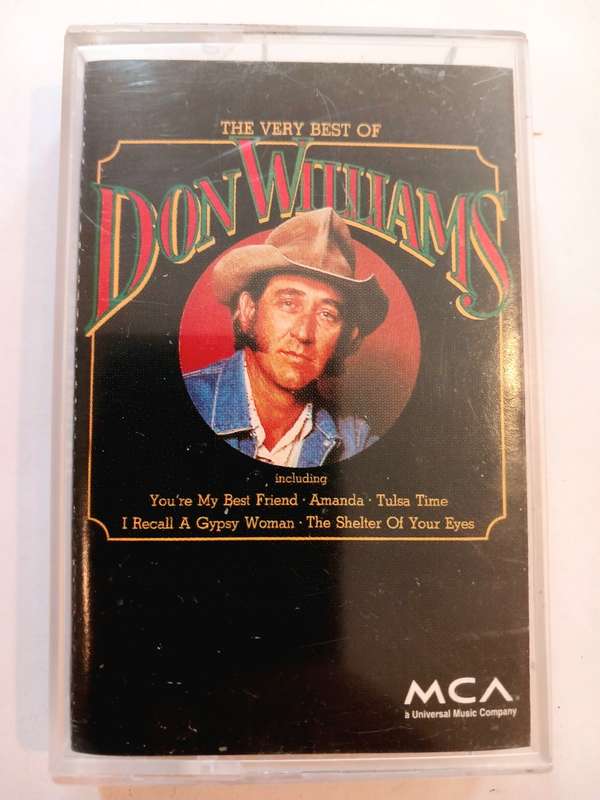 THE VERY BEST OF
DON WILLIAMS
including
You're My Best Friend · Amanda · Tulsa Time
I Recall A Gypsy Woman · The Shelter Of Your Eyes
MCA
a Universal Music Company